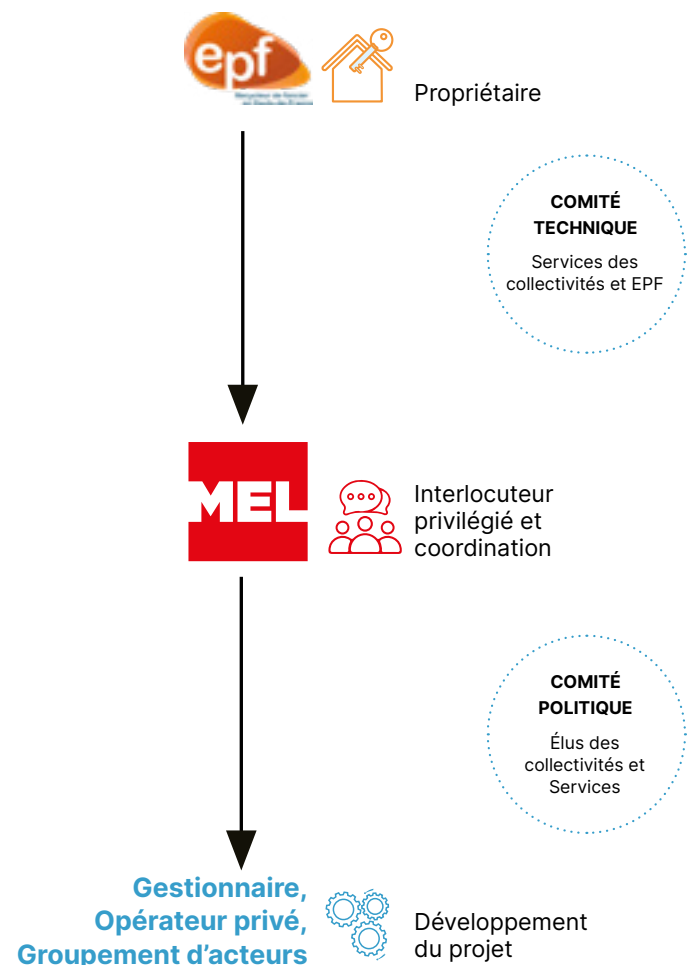 epf
Propriétaire
COMITÉ
TECHNIQUE
Services des
collectivités et EPF
MEL
Interlocuteur
privilégié et
coordination
COMITÉ
POLITIQUE
Élus des
collectivités et
Services
Gestionnaire,
Opérateur privé,
Groupement d’acteurs
Développement
du projet